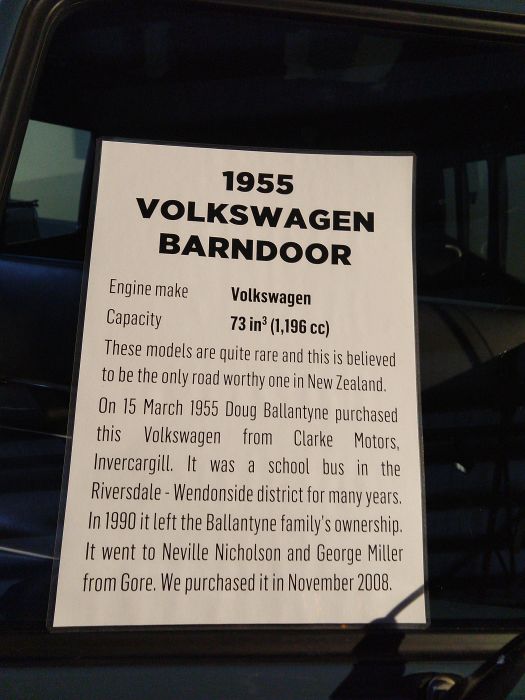 1955
VOLKSWAGEN
BARNDOOR
Engine make Volkswagen
Capacity 73 in³ (1,196 cc)
These models are quite rare and this is believed
to be the only road worthy one in New Zealand.
On 15 March 1955 Doug Ballantyne purchased
this Volkswagen from Clarke Motors,
Invercargill. It was a school bus in the
Riversdale - Wendonside district for many years.
In 1990 it left the Ballantyne family's ownership.
It went to Neville Nicholson and George Miller
from Gore. We purchased it in November 2008.